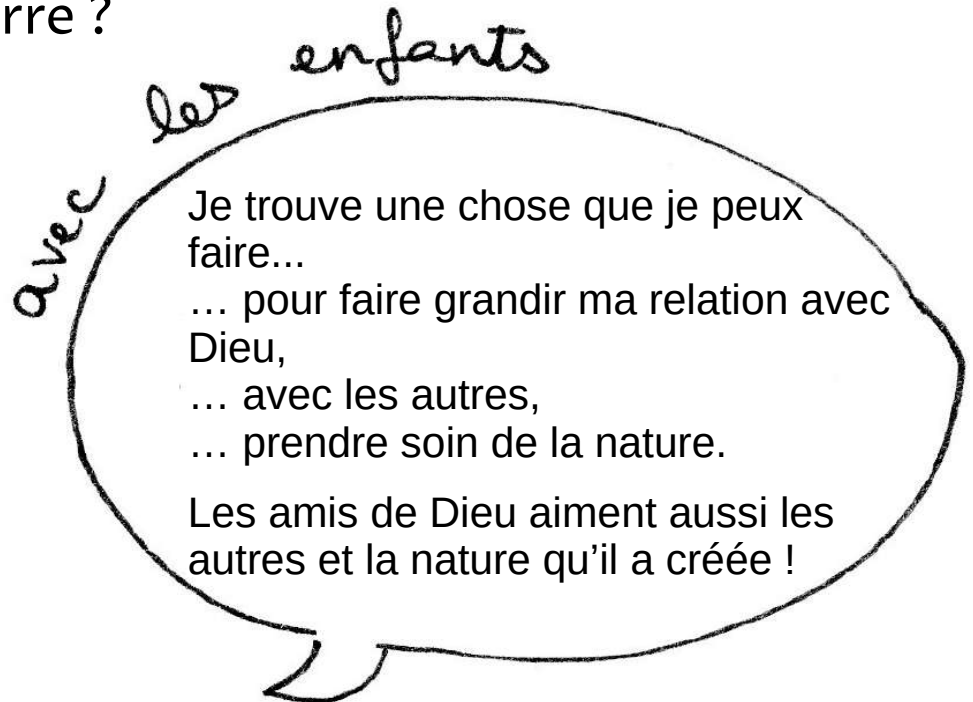 rre ?
avec les enfants
Je trouve une chose que je peux
faire...
… pour faire grandir ma relation avec
Dieu,
… avec les autres,
… prendre soin de la nature.
Les amis de Dieu aiment aussi les
autres et la nature qu’il a créée !